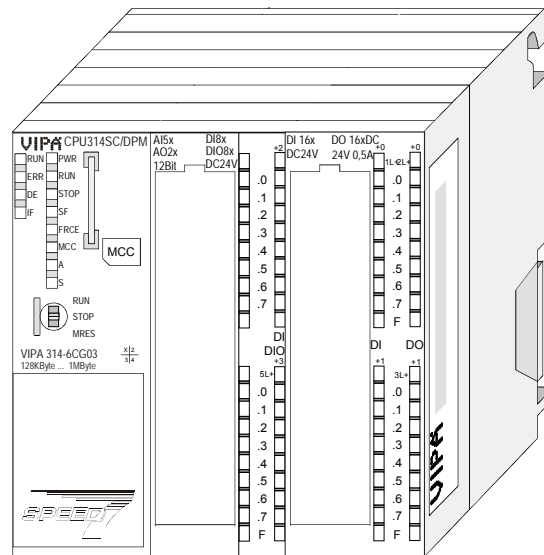 VIPA CPU314SC/DPM
RUN PWR
ERR RUN
DE STOP
IF SF
FRCE
MCC
A
S
MCC
RUN
STOP
MRES
VIPA 314-6CG03
X 2
3 4
128KByte ... 1MByte
SPEED7
AI5x DI8x
AO2x DIO8x
12Bit DC24V
+2
.0
.1
.2
.3
.4
.5
.6
.7
DI
DIO
+3
5L+
.0
.1
.2
.3
.4
.5
.6
.7
F
DI 16x DO 16xDC
DC24V 24V 0,5A
+0 +0
1L+ 2L+
.0
.1
.2
.3
.4
.5
.6
.7
F
DI DO
+1 +1
3L+
.0
.1
.2
.3
.4
.5
.6
.7
F
VIPA